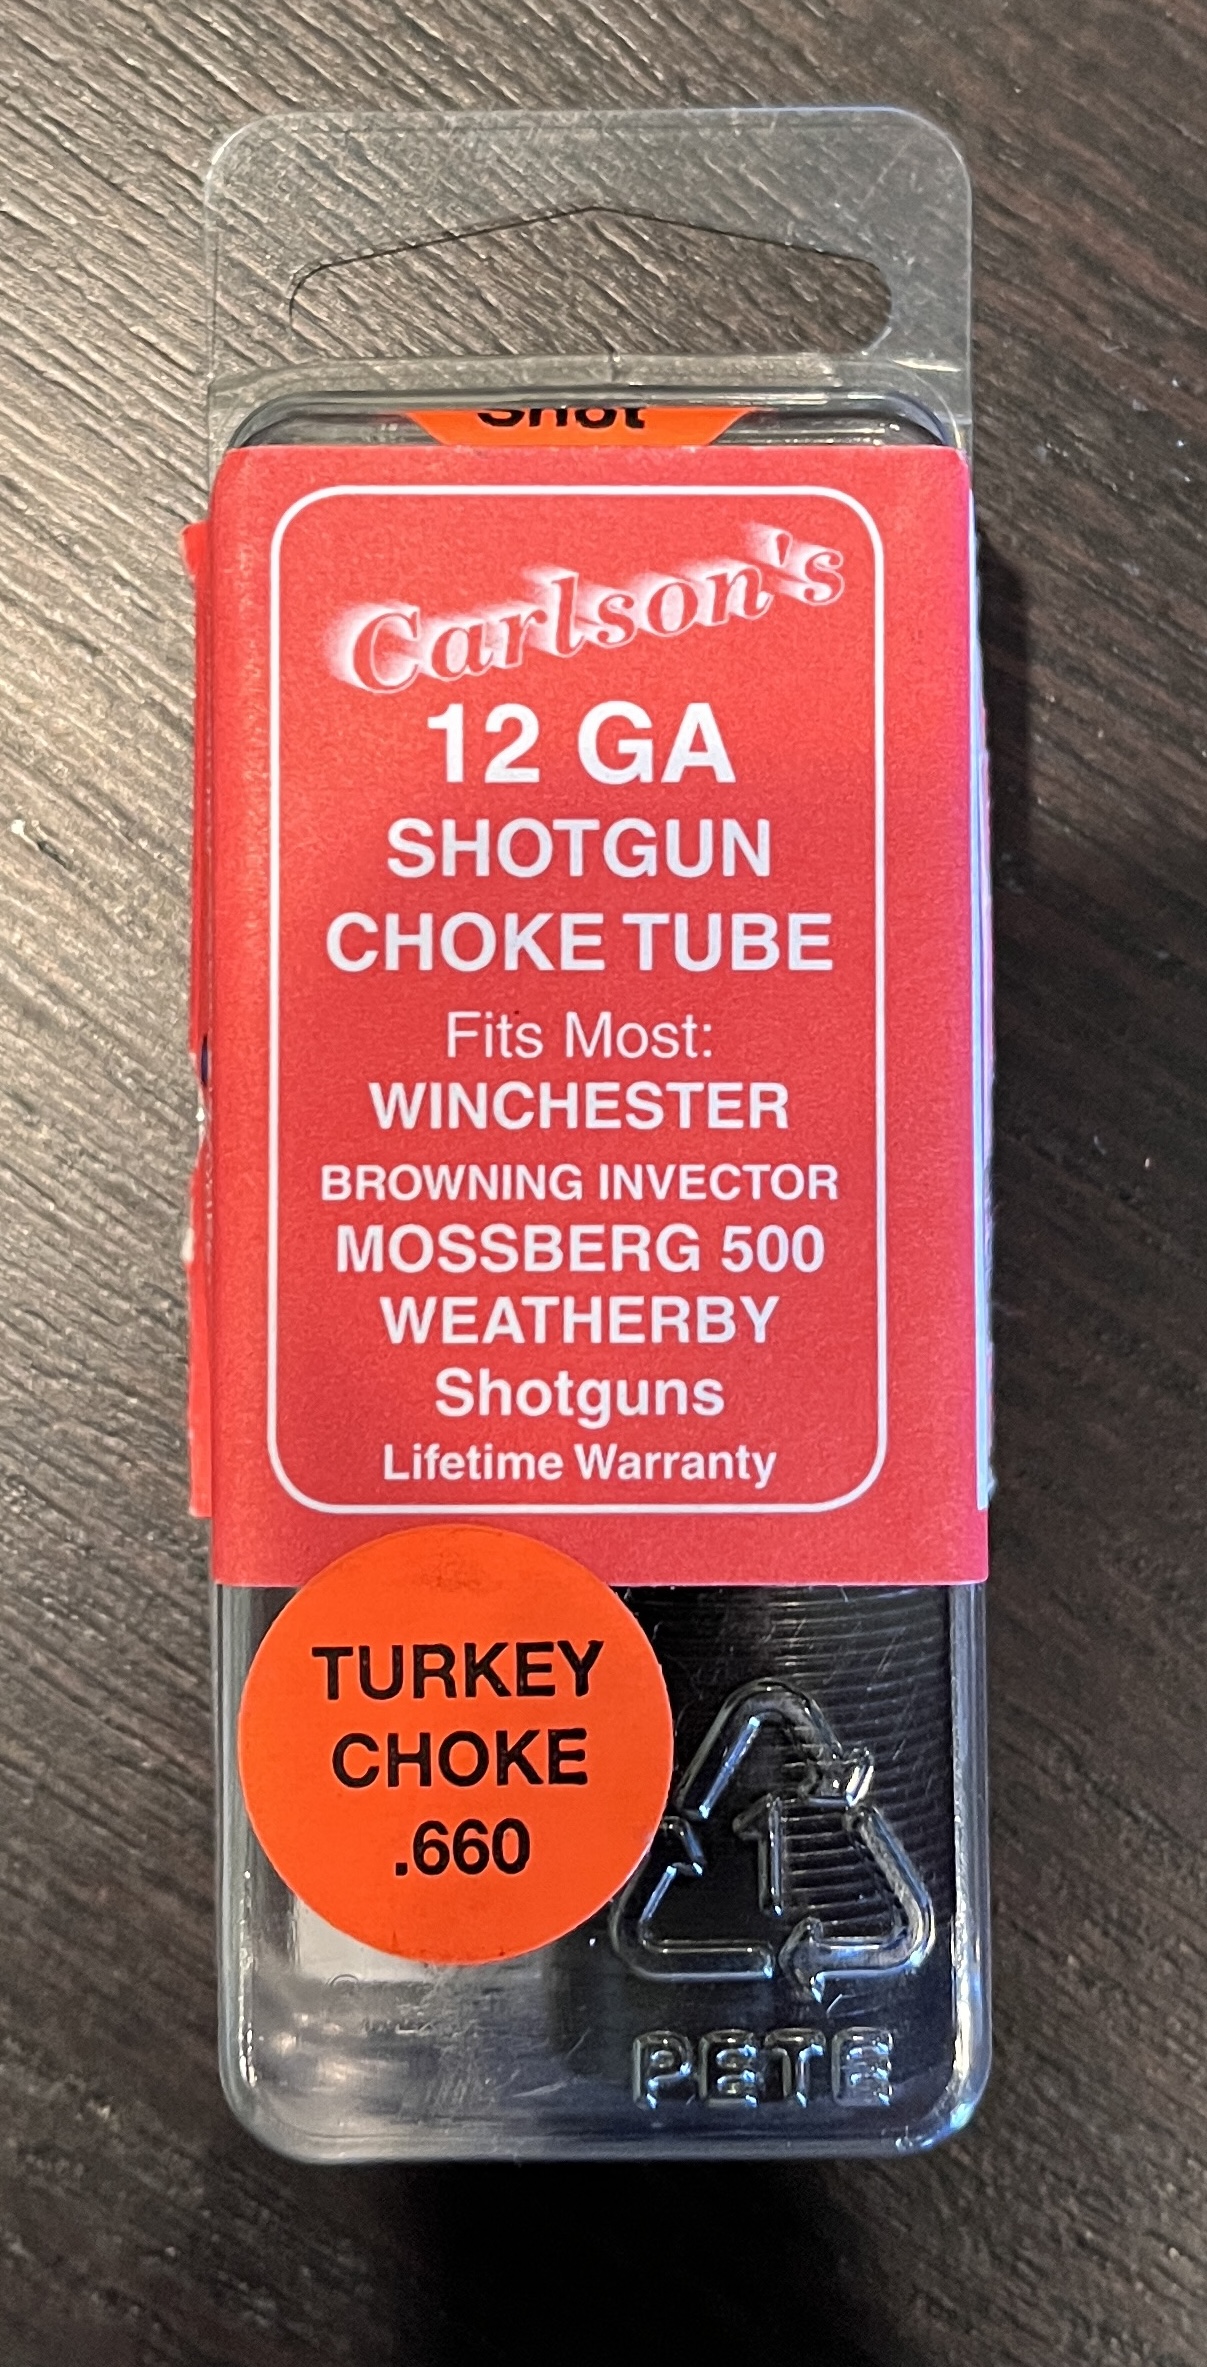 Shot
Carlson's
12 GA
SHOTGUN
CHOKE TUBE
Fits Most:
WINCHESTER
BROWNING INVECTOR
MOSSBERG 500
WEATHERBY
Shotguns
Lifetime Warranty
TURKEY
CHOKE
.660
1
PETE